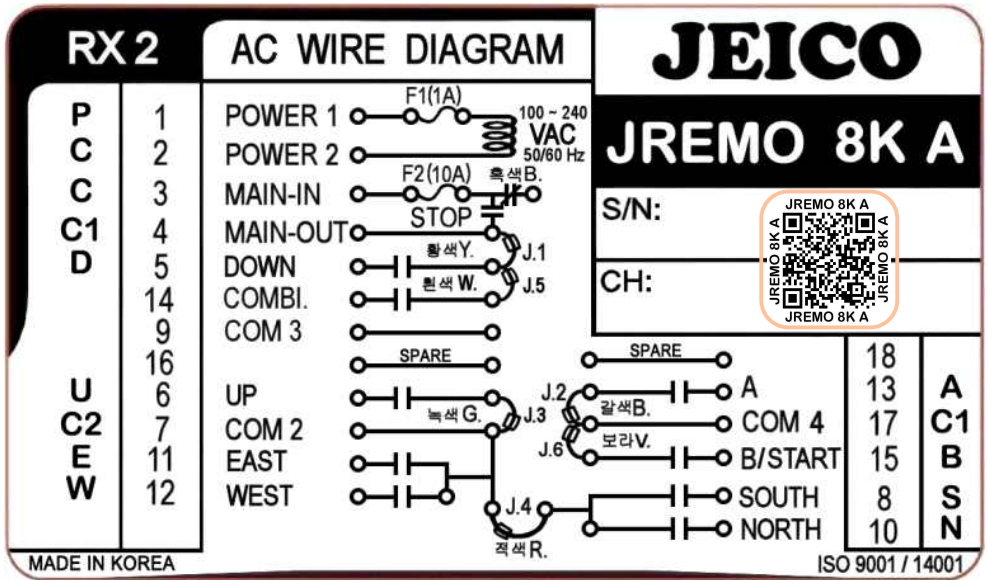 RX 2 AC WIRE DIAGRAM JEICO
JREMO 8K A
S/N:
CH:
JREMO 8K A
JREMO 8K A
JREMO 8K A
JREMO 8K A
F1(1A)
P 1 POWER 1 100 ~ 240
VAC
C 2 POWER 2 50/60 Hz
F2(10A) 흑색B.
C 3 MAIN-IN
STOP
C1 4 MAIN-OUT
황색Y. J.1
D 5 DOWN
흰색 W. J.5
14 COMBI.
9 COM 3
16 SPARE
U 6 UP
녹색 G. J.3
C2 7 COM 2
E 11 EAST
W 12 WEST
J.4
적색R.
SPARE 18
J.2 A 13 A
갈색B.
COM 4 17 C1
보라V.
J.6 B/START 15 B
SOUTH 8 S
NORTH 10 N
MADE IN KOREA
ISO 9001 / 14001